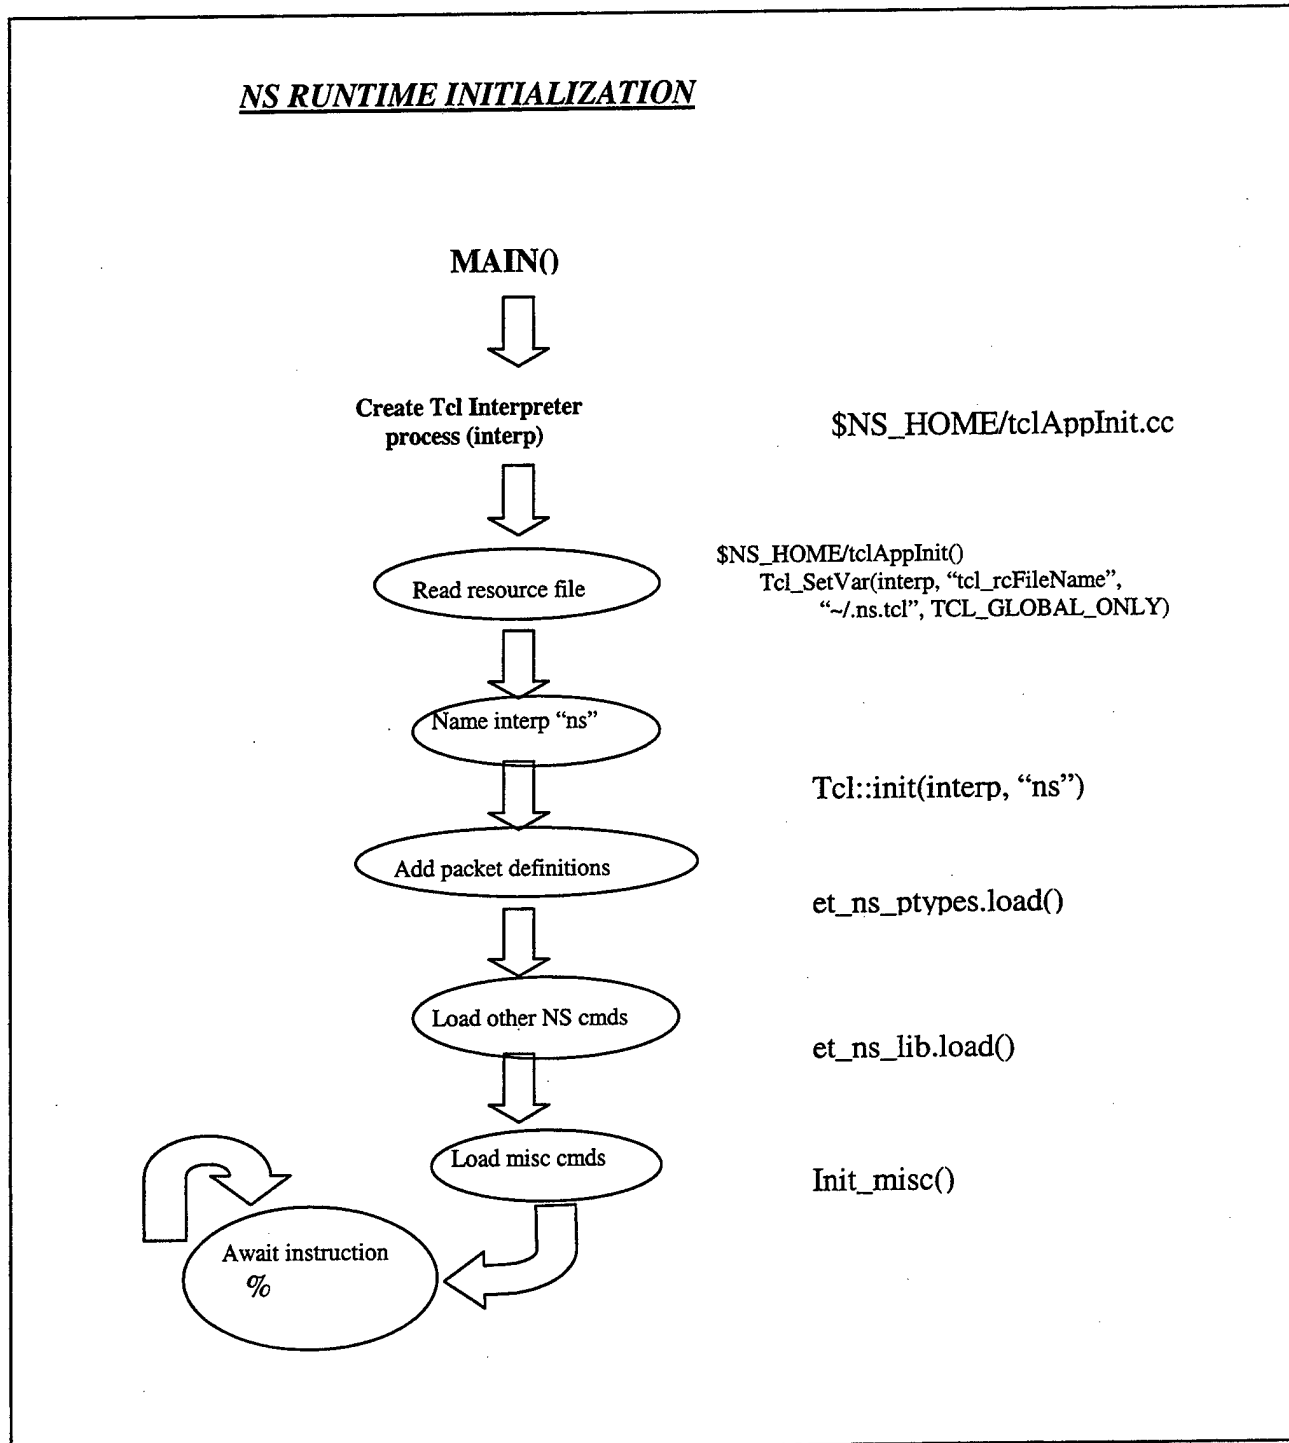 NS RUNTIME INITIALIZATION
MAIN()
Create Tcl Interpreter
process (interp)
$NS_HOME/tclAppInit.cc
Read resource file
$NS_HOME/tclAppInit()
Tcl_SetVar(interp, “tcl_rcFileName”,
“~/.ns.tcl”, TCL_GLOBAL_ONLY)
Name interp “ns”
Tcl::init(interp, “ns”)
Add packet definitions
et_ns_ptypes.load()
Load other NS cmds
et_ns_lib.load()
Load misc cmds
Init_misc()
Await instruction
%